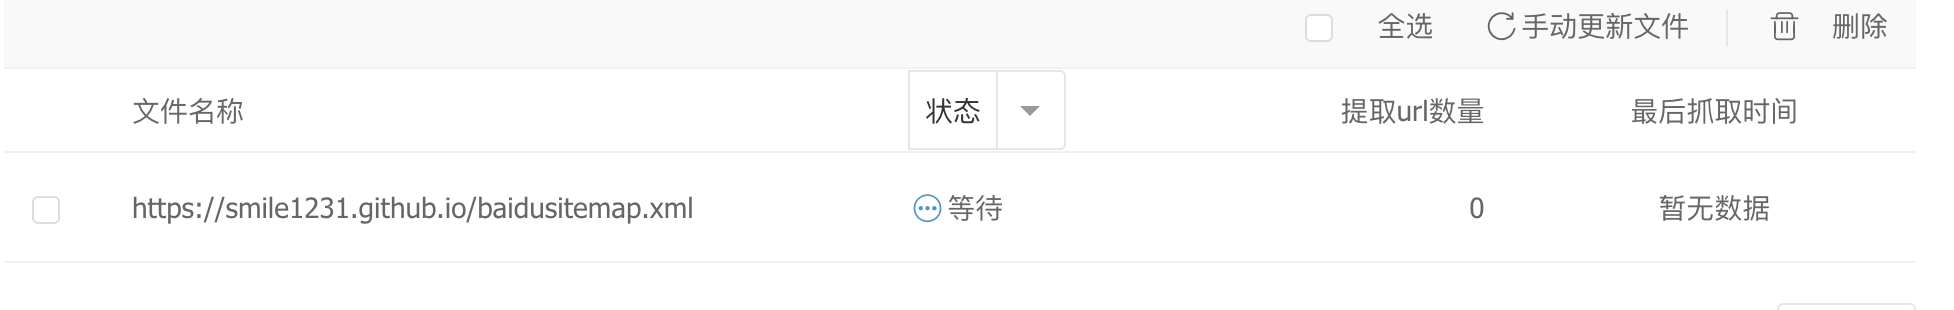 全选 手动更新文件 删除
文件名称 状态 提取url数量 最后抓取时间
https://smile1231.github.io/baidusitemap.xml 等待 0 暂无数据